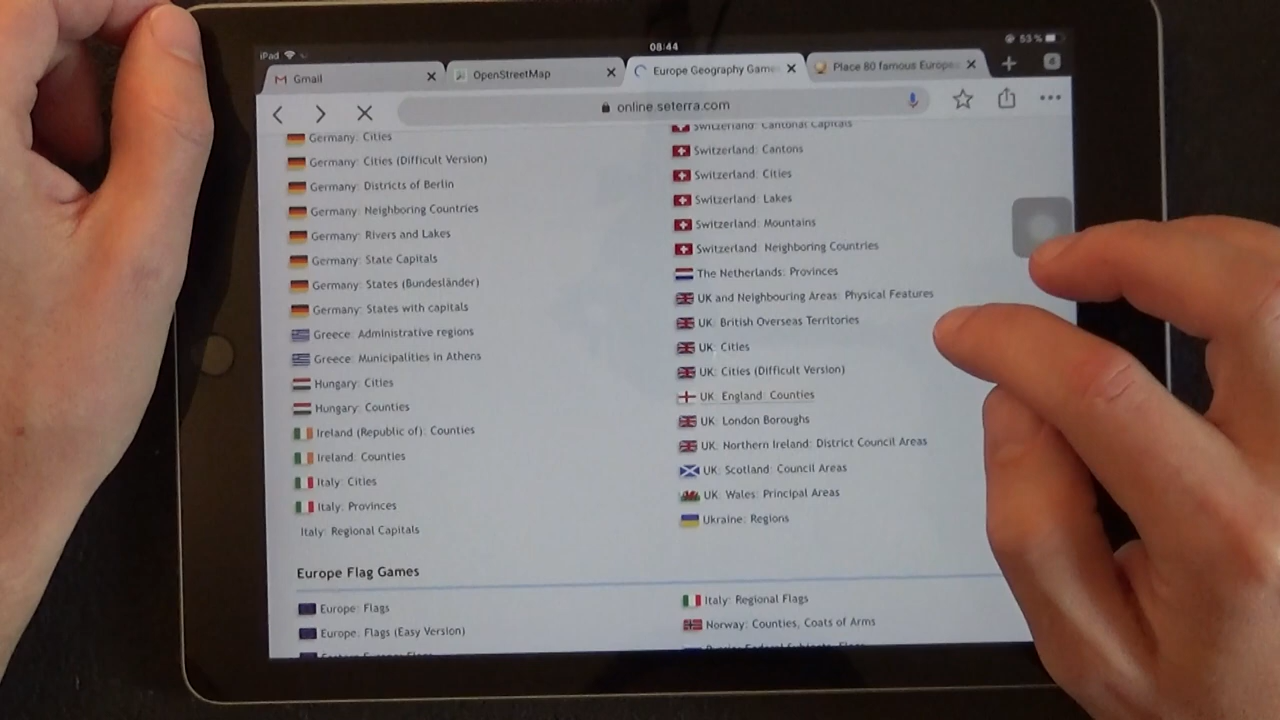 iPad
08:44
53%
Gmail
OpenStreetMap
Europe Geography Game
Place 80 famous Europe
online.seterra.com
Germany: Cities
Germany: Cities (Difficult Version)
Germany: Districts of Berlin
Germany: Neighboring Countries
Germany: Rivers and Lakes
Germany: State Capitals
Germany: States (Bundesländer)
Germany: States with capitals
Greece: Administrative regions
Greece: Municipalities in Athens
Hungary: Cities
Hungary: Counties
Ireland (Republic of): Counties
Ireland: Counties
Italy: Cities
Italy: Provinces
Italy: Regional Capitals
Switzerland: Cantonal Capitals
Switzerland: Cantons
Switzerland: Cities
Switzerland: Lakes
Switzerland: Mountains
Switzerland: Neighboring Countries
The Netherlands: Provinces
UK and Neighbouring Areas: Physical Features
UK: British Overseas Territories
UK: Cities
UK: Cities (Difficult Version)
UK: England: Counties
UK: London Boroughs
UK: Northern Ireland: District Council Areas
UK: Scotland: Council Areas
UK: Wales: Principal Areas
Ukraine: Regions
Europe Flag Games
Europe: Flags
Europe: Flags (Easy Version)
Italy: Regional Flags
Norway: Counties, Coats of Arms